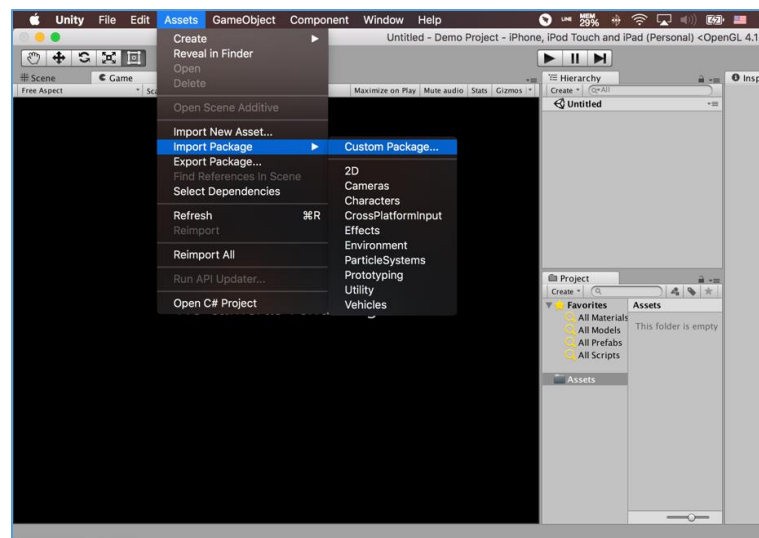 Unity File Edit Assets GameObject Component Window Help LINE MEM 29%
Untitled - Demo Project - iPhone, iPod Touch and iPad (Personal) <OpenGL 4.1
Scene Game
Free Aspect Sca Maximize on Play Mute audio Stats Gizmos
Create
Reveal in Finder
Open
Delete
Open Scene Additive
Import New Asset...
Import Package
Export Package...
Find References In Scene
Select Dependencies
Refresh ⌘R
Reimport
Reimport All
Run API Updater...
Open C# Project
Custom Package...
2D
Cameras
Characters
CrossPlatformInput
Effects
Environment
ParticleSystems
Prototyping
Utility
Vehicles
Hierarchy
Create All
Untitled
Insp
Project
Create
Favorites
All Materials
All Models
All Prefabs
All Scripts
Assets
Assets
This folder is empty